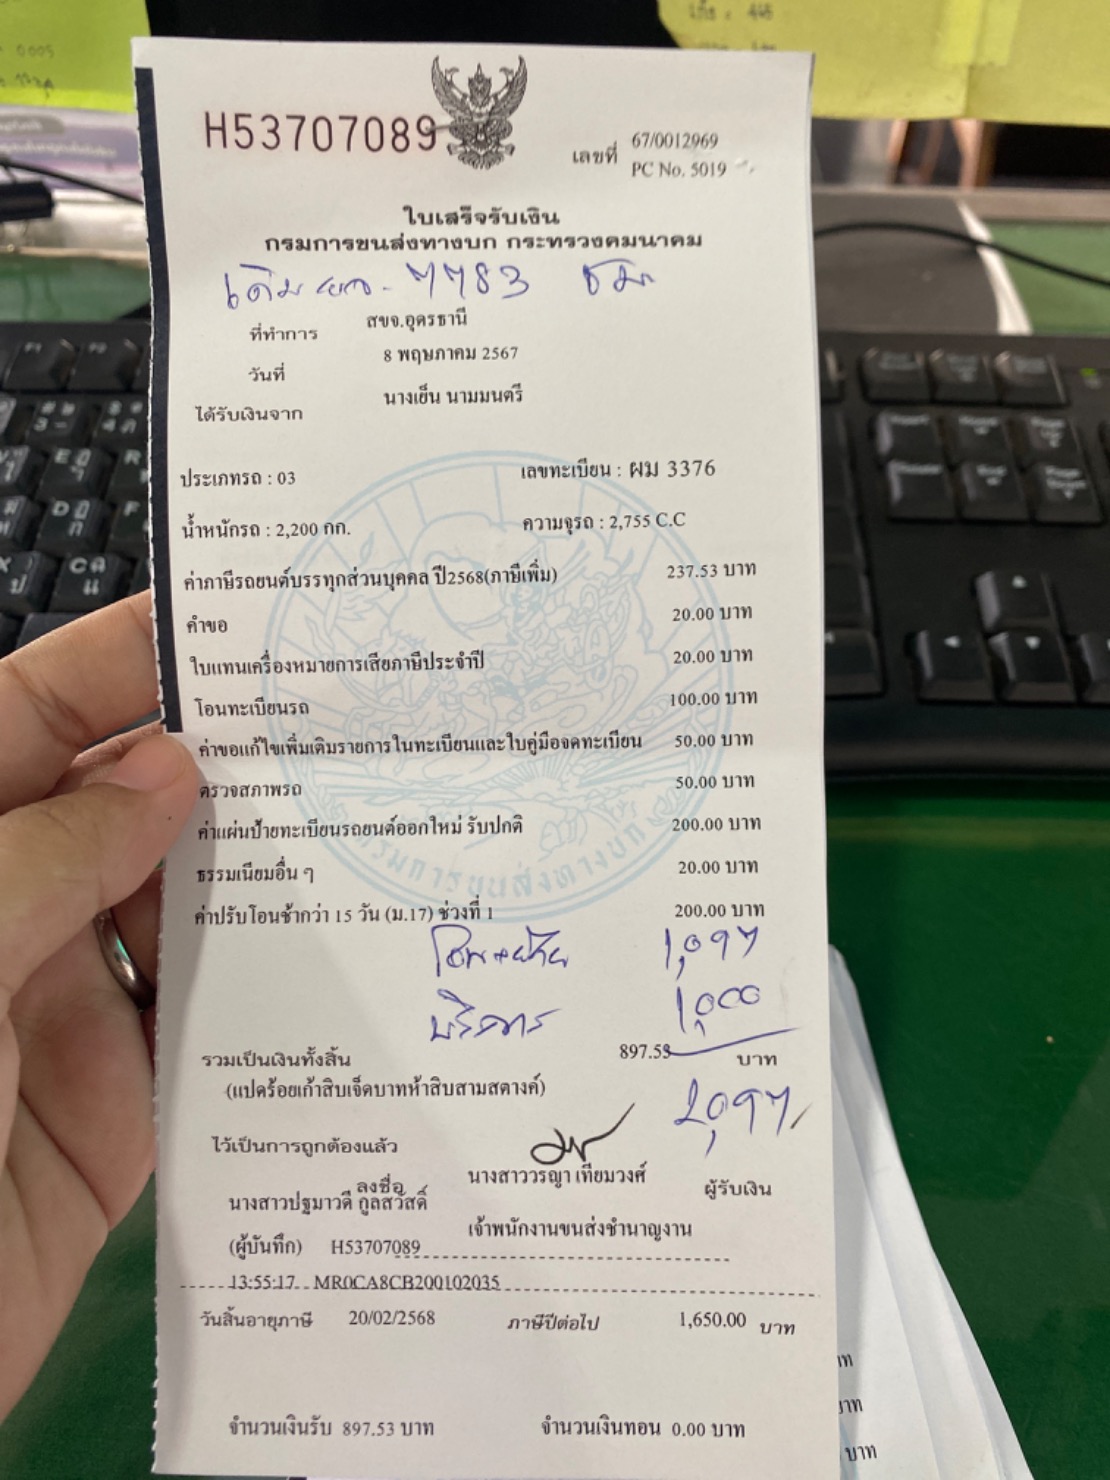 H53707089
เลขที่ 67/0012969
PC No. 5019
ใบเสร็จรับเงิน
กรมการขนส่งทางบก กระทรวงคมนาคม
เดิม 7783 ชม
ที่ทำการ สขจ.อุดรธานี
วันที่ 8 พฤษภาคม 2567
ได้รับเงินจาก นางเย็น นามมนตรี
ประเภทรถ : 03 เลขทะเบียน : ผม 3376
น้ำหนักรถ : 2,200 กก. ความจุรถ : 2,755 C.C
ค่าภาษีรถยนต์บรรทุกส่วนบุคคล ปี2568(ภาษีเพิ่ม) 237.53 บาท
คำขอ 20.00 บาท
ใบแทนเครื่องหมายการเสียภาษีประจำปี 20.00 บาท
โอนทะเบียนรถ 100.00 บาท
ค่าขอแก้ไขเพิ่มเติมรายการในทะเบียนและใบคู่มือจดทะเบียน 50.00 บาท
ตรวจสภาพรถ 50.00 บาท
ค่าแผ่นป้ายทะเบียนรถยนต์ออกใหม่ รับปกติ 200.00 บาท
ธรรมเนียมอื่น ๆ 20.00 บาท
ค่าปรับโอนช้ากว่า 15 วัน (ม.17) ช่วงที่ 1 200.00 บาท
กรมการขนส่งทางบก
โอน+ย้าย 1,097
บริการ 1,000
รวมเป็นเงินทั้งสิ้น 897.53 บาท
(แปดร้อยเก้าสิบเจ็ดบาทห้าสิบสามสตางค์)
2,097
ไว้เป็นการถูกต้องแล้ว
ลงชื่อ นางสาววรญา เทียมวงศ์ ผู้รับเงิน
นางสาวปฐมาวดี กูลสวัสดิ์
เจ้าพนักงานขนส่งชำนาญงาน
(ผู้บันทึก) H53707089
13:55:17 MR0CA8CB200102035
วันสิ้นอายุภาษี 20/02/2568 ภาษีปีต่อไป 1,650.00 บาท
จำนวนเงินรับ 897.53 บาท จำนวนเงินทอน 0.00 บาท